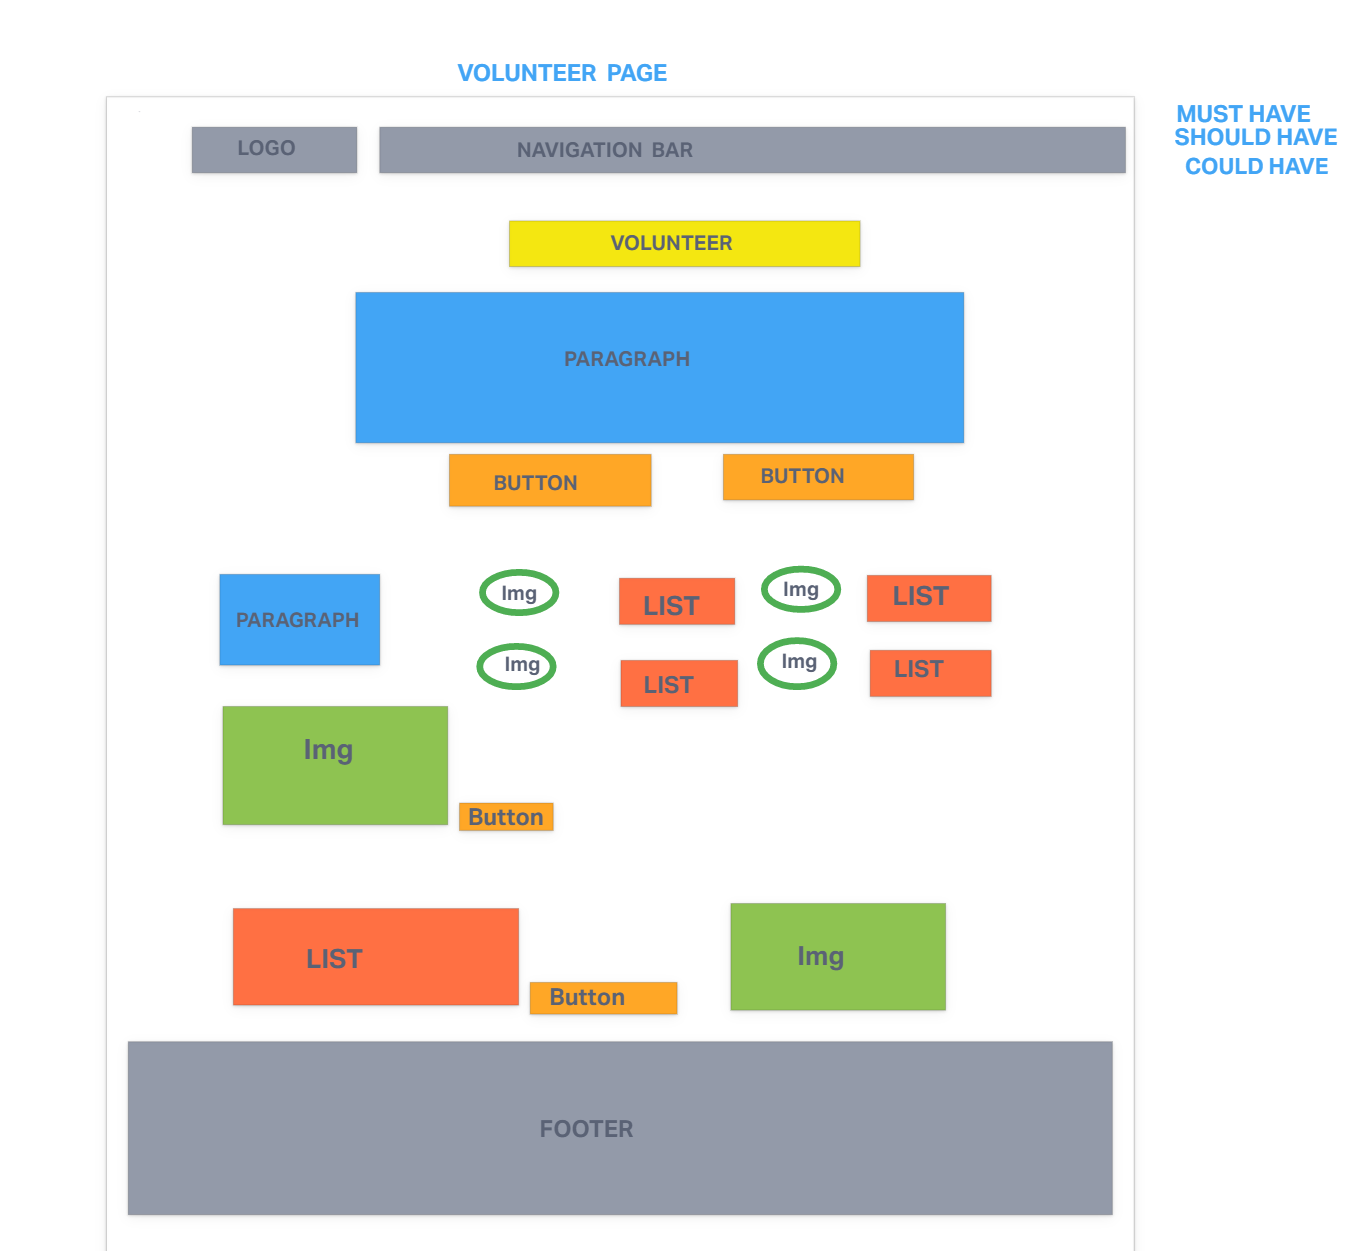 VOLUNTEER PAGE
MUST HAVE
SHOULD HAVE
COULD HAVE
LOGO
NAVIGATION BAR
VOLUNTEER
PARAGRAPH
BUTTON
BUTTON
PARAGRAPH
Img
LIST
Img
LIST
Img
LIST
Img
LIST
Img
Button
LIST
Button
Img
FOOTER